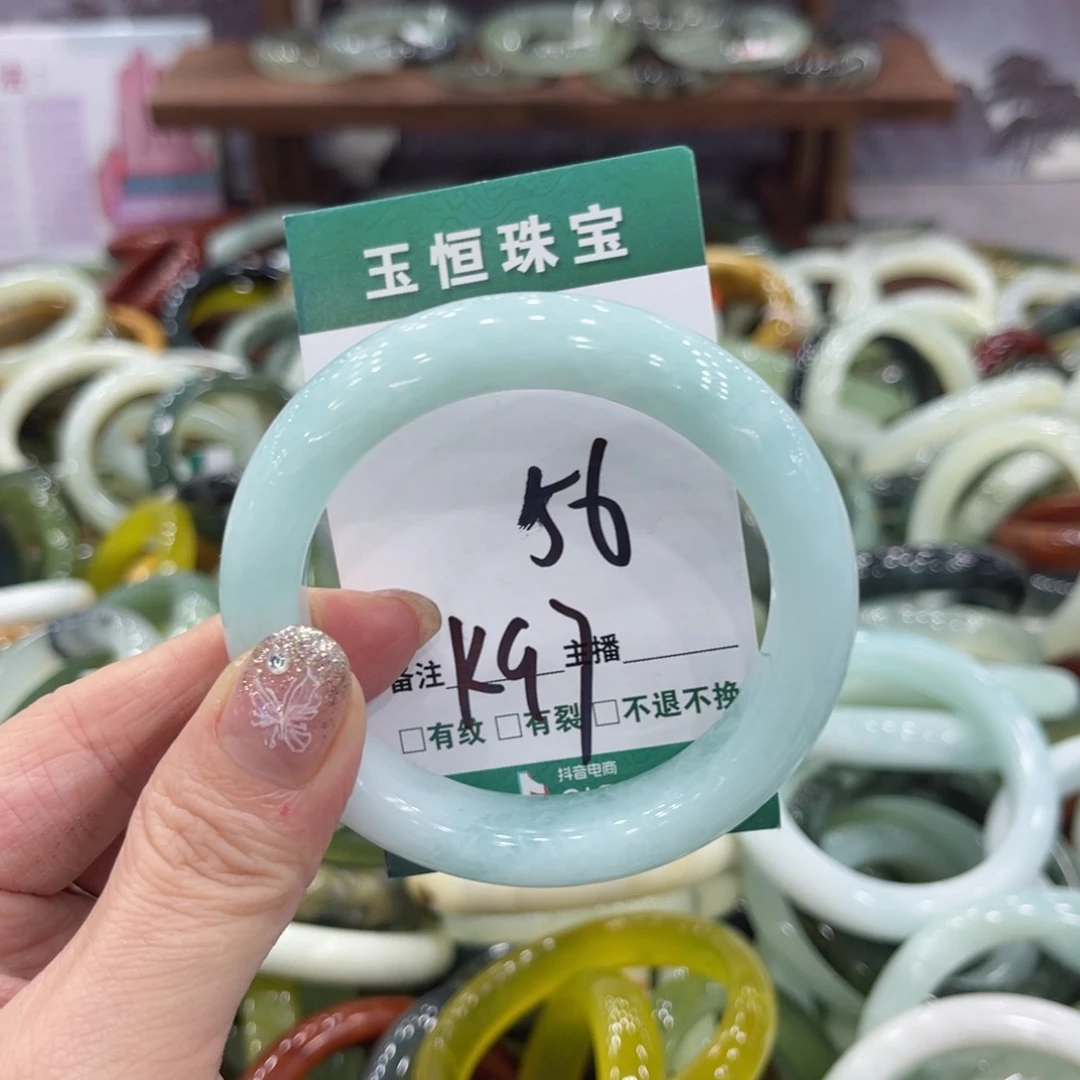 玉恒珠宝
56
K97
备注 主播
□有纹 □有裂 □不退不换
抖音电商